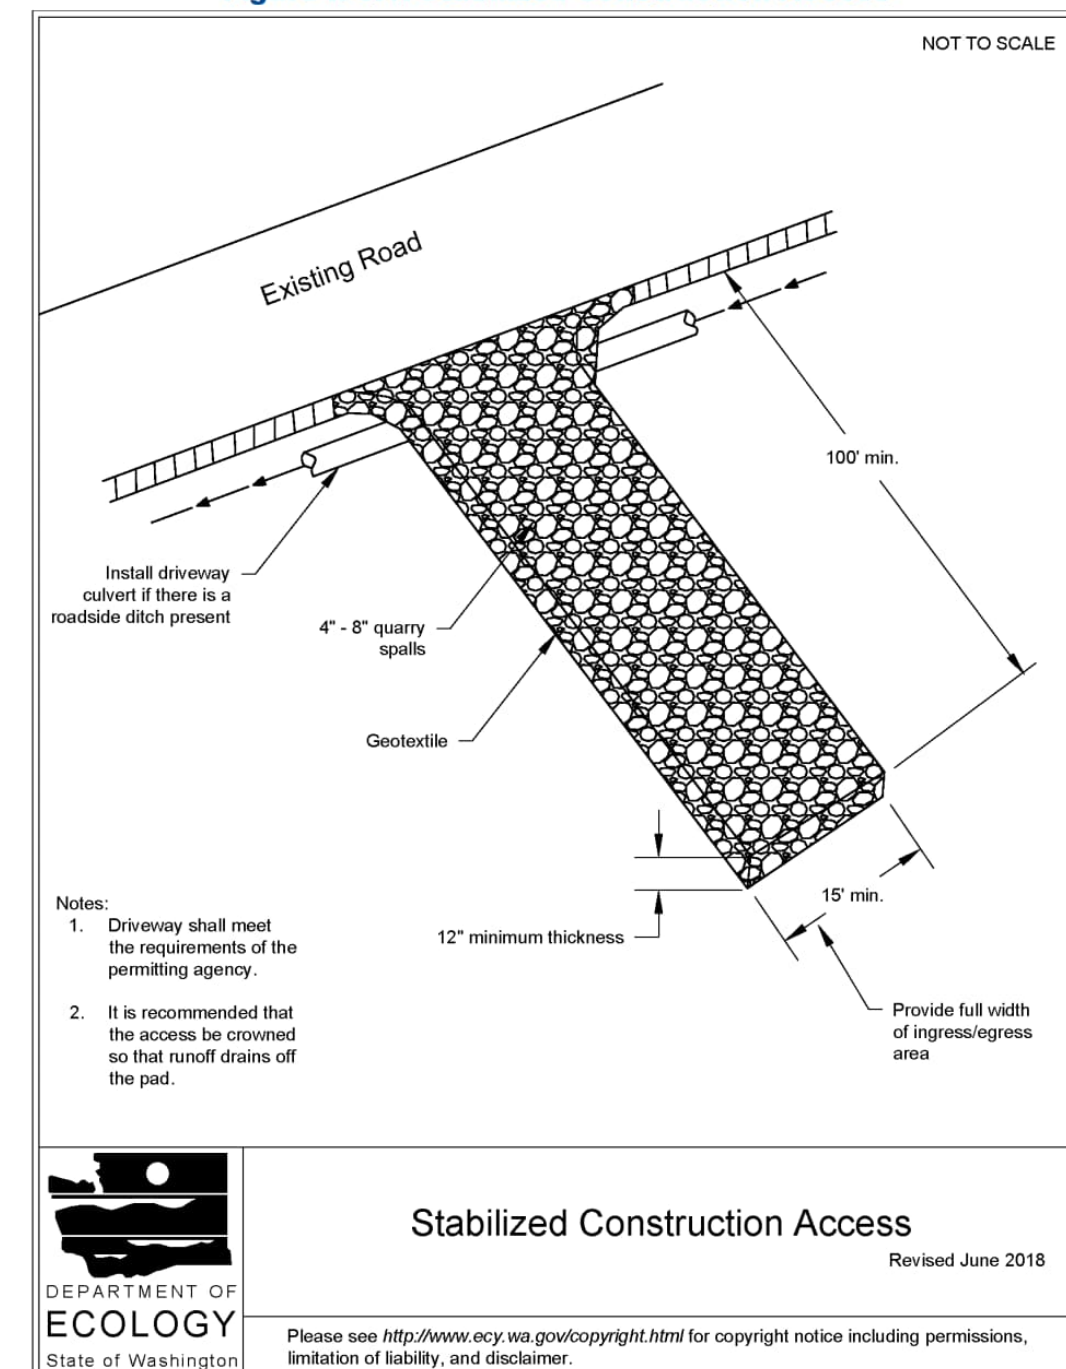 NOT TO SCALE
Existing Road
100' min.
Install driveway
culvert if there is a
roadside ditch present
4" - 8" quarry
spalls
Geotextile
15' min.
12" minimum thickness
Provide full width
of ingress/egress
area
Notes:
1. Driveway shall meet
the requirements of the
permitting agency.
2. It is recommended that
the access be crowned
so that runoff drains off
the pad.
Stabilized Construction Access
Revised June 2018
DEPARTMENT OF
ECOLOGY
State of Washington
Please see http://www.ecy.wa.gov/copyright.html for copyright notice including permissions,
limitation of liability, and disclaimer.